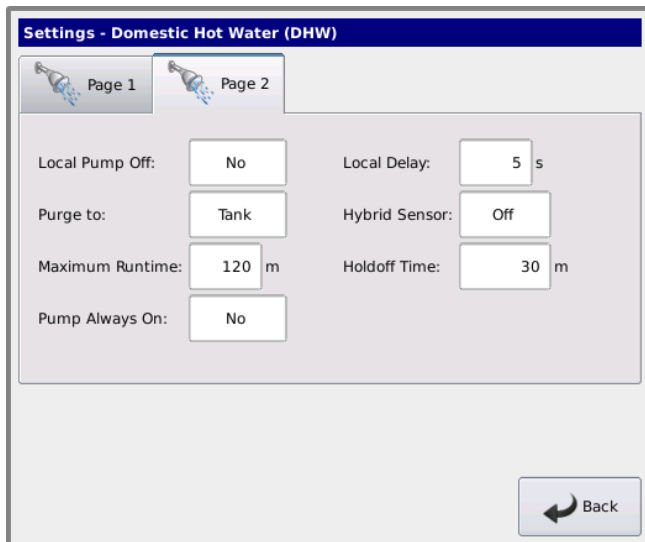 Settings - Domestic Hot Water (DHW)
Page 1 Page 2
Local Pump Off: No Local Delay: 5 s
Purge to: Tank Hybrid Sensor: Off
Maximum Runtime: 120 m Holdoff Time: 30 m
Pump Always On: No
Back